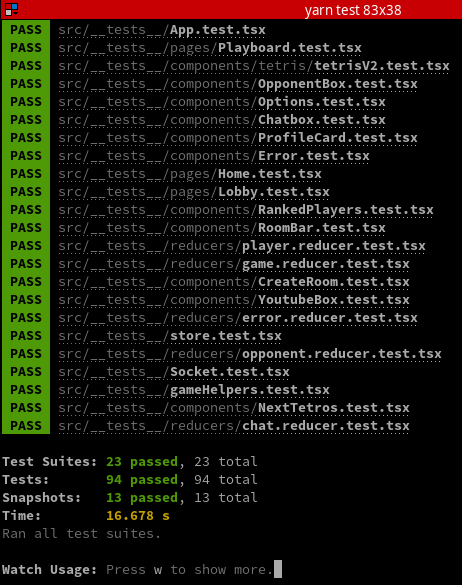 yarn test 83x38
PASS src/__tests__/App.test.tsx
PASS src/__tests__/pages/Playboard.test.tsx
PASS src/__tests__/components/tetris/tetrisV2.test.tsx
PASS src/__tests__/components/OpponentBox.test.tsx
PASS src/__tests__/components/Options.test.tsx
PASS src/__tests__/components/Chatbox.test.tsx
PASS src/__tests__/components/ProfileCard.test.tsx
PASS src/__tests__/components/Error.test.tsx
PASS src/__tests__/pages/Home.test.tsx
PASS src/__tests__/pages/Lobby.test.tsx
PASS src/__tests__/components/RankedPlayers.test.tsx
PASS src/__tests__/components/RoomBar.test.tsx
PASS src/__tests__/reducers/player.reducer.test.tsx
PASS src/__tests__/reducers/game.reducer.test.tsx
PASS src/__tests__/components/CreateRoom.test.tsx
PASS src/__tests__/components/YoutubeBox.test.tsx
PASS src/__tests__/reducers/error.reducer.test.tsx
PASS src/__tests__/store.test.tsx
PASS src/__tests__/reducers/opponent.reducer.test.tsx
PASS src/__tests__/Socket.test.tsx
PASS src/__tests__/gameHelpers.test.tsx
PASS src/__tests__/components/NextTetros.test.tsx
PASS src/__tests__/reducers/chat.reducer.test.tsx
Test Suites: 23 passed, 23 total
Tests: 94 passed, 94 total
Snapshots: 13 passed, 13 total
Time: 16.678 s
Ran all test suites.
Watch Usage: Press w to show more.